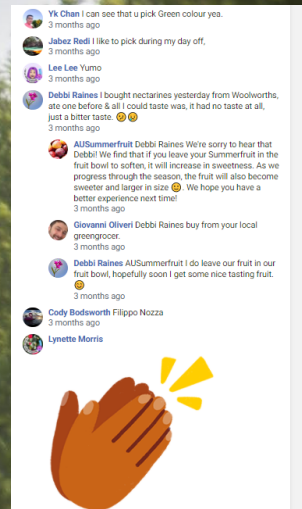 Yk Chan I can see that u pick Green colour yea.
3 months ago
Jabez Redi I like to pick during my day off,
3 months ago
Lee Lee Yumo
3 months ago
Debbi Raines I bought nectarines yesterday from Woolworths,
ate one before & all I could taste was, it had no taste at all,
just a bitter taste. 🤢😢
3 months ago
AUSummerfruit Debbi Raines We're sorry to hear that
Debbi! We find that if you leave your Summerfruit in the
fruit bowl to soften, it will increase in sweetness. As we
progress through the season, the fruit will also become
sweeter and larger in size 🙂. We hope you have a
better experience next time!
3 months ago
Giovanni Oliveri Debbi Raines buy from your local
greengrocer.
3 months ago
Debbi Raines AUSummerfruit I do leave our fruit in our
fruit bowl, hopefully soon I get some nice tasting fruit.
😊
3 months ago
Cody Bodsworth Filippo Nozza
3 months ago
Lynette Morris